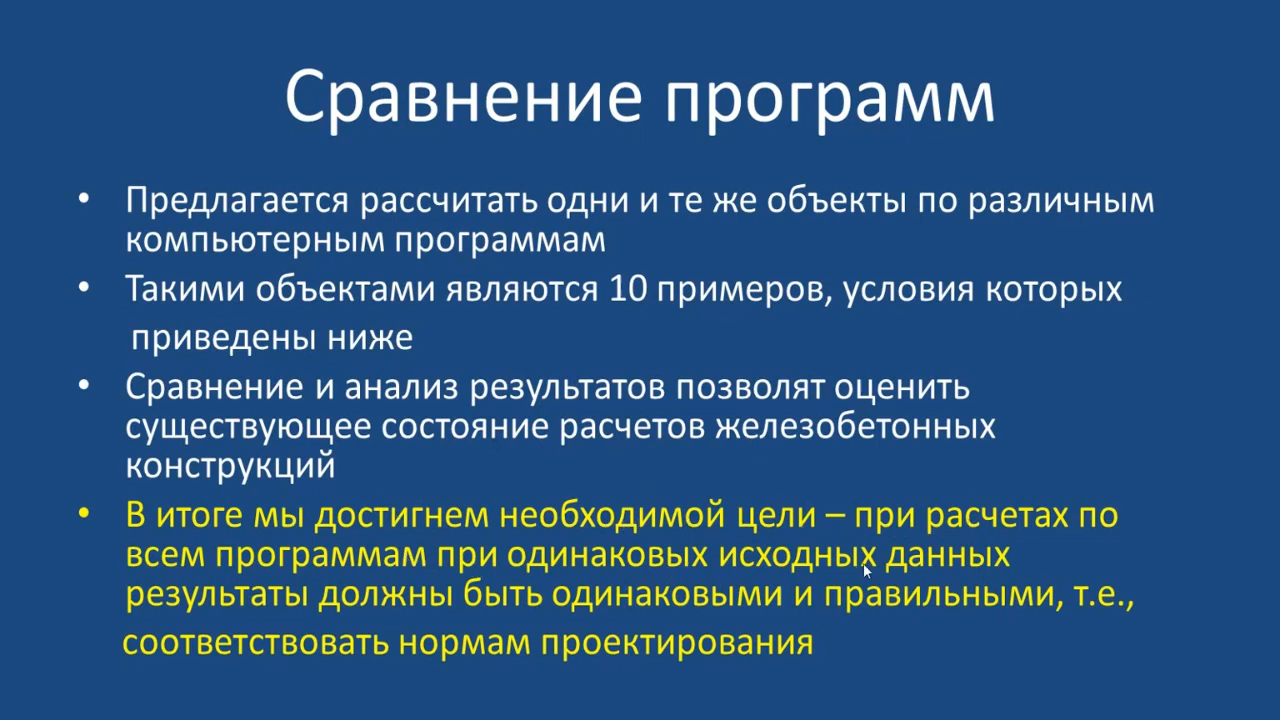 Сравнение программ
• Предлагается рассчитать одни и те же объекты по различным
компьютерным программам
• Такими объектами являются 10 примеров, условия которых
приведены ниже
• Сравнение и анализ результатов позволят оценить
существующее состояние расчетов железобетонных
конструкций
• В итоге мы достигнем необходимой цели – при расчетах по
всем программам при одинаковых исходных данных
результаты должны быть одинаковыми и правильными, т.е.,
соответствовать нормам проектирования